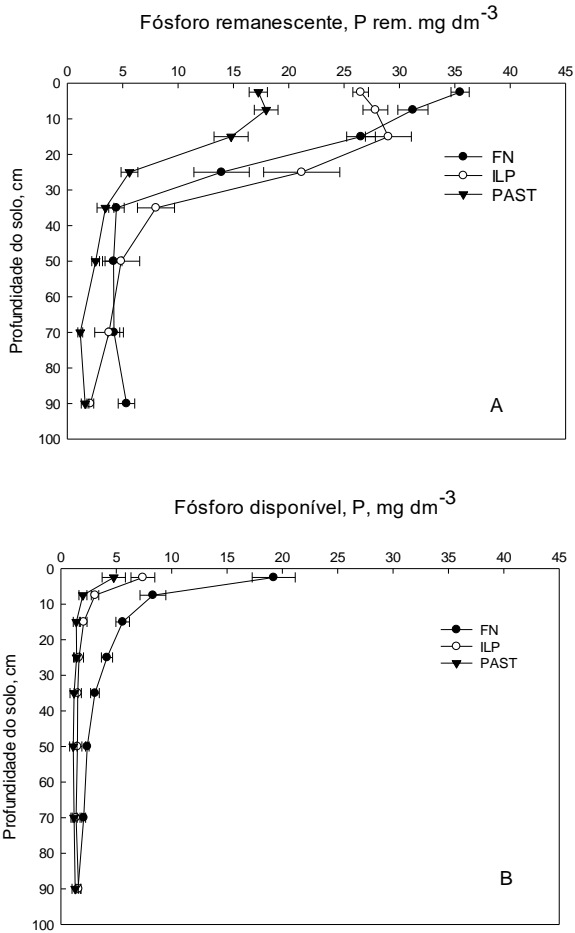 Fósforo remanescente, P rem. mg dm-3
0 5 10 15 20 25 30 35 40 45
0
10
20
30
40
50
60
70
80
90
100
Profundidade do solo, cm
FN
ILP
PAST
A
Fósforo disponível, P, mg dm-3
0 5 10 15 20 25 30 35 40 45
0
10
20
30
40
50
60
70
80
90
100
Profundidade do solo, cm
FN
ILP
PAST
B